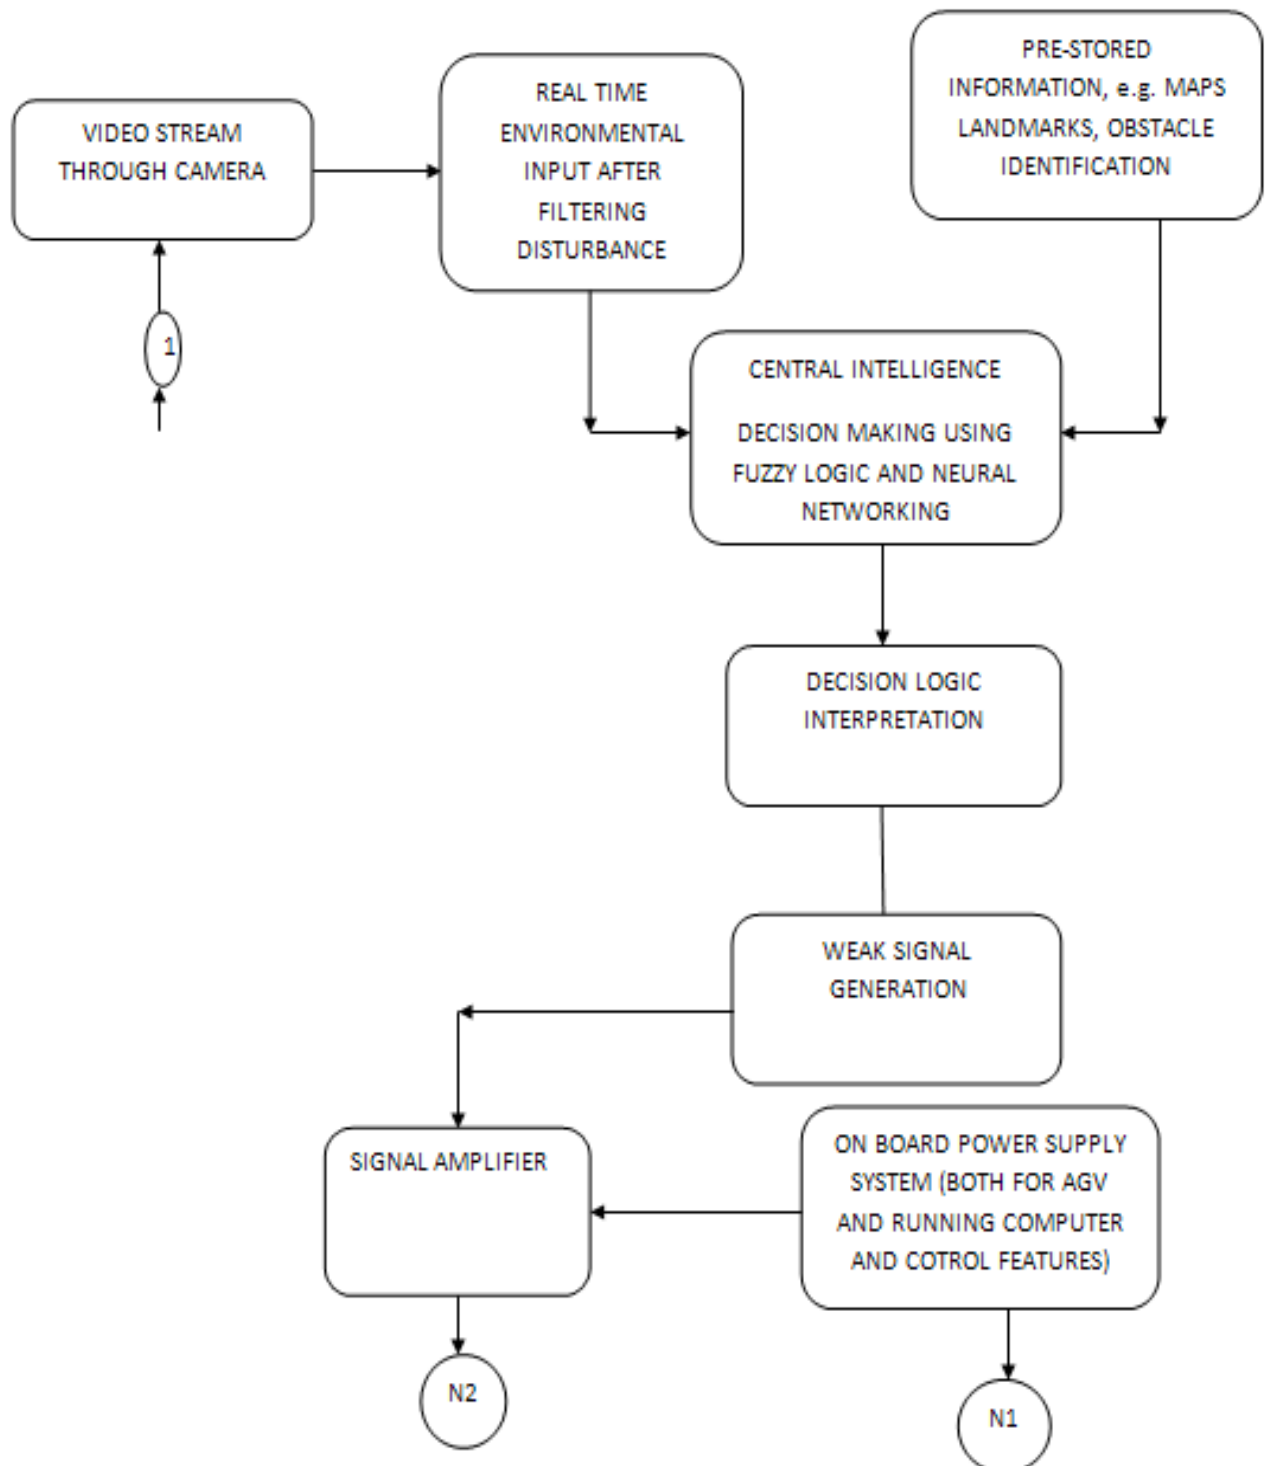 VIDEO STREAM
THROUGH CAMERA
REAL TIME
ENVIRONMENTAL
INPUT AFTER
FILTERING
DISTURBANCE
PRE-STORED
INFORMATION, e.g. MAPS
LANDMARKS, OBSTACLE
IDENTIFICATION
1
CENTRAL INTELLIGENCE
DECISION MAKING USING
FUZZY LOGIC AND NEURAL
NETWORKING
DECISION LOGIC
INTERPRETATION
WEAK SIGNAL
GENERATION
SIGNAL AMPLIFIER
ON BOARD POWER SUPPLY
SYSTEM (BOTH FOR AGV
AND RUNNING COMPUTER
AND COTROL FEATURES)
N2
N1